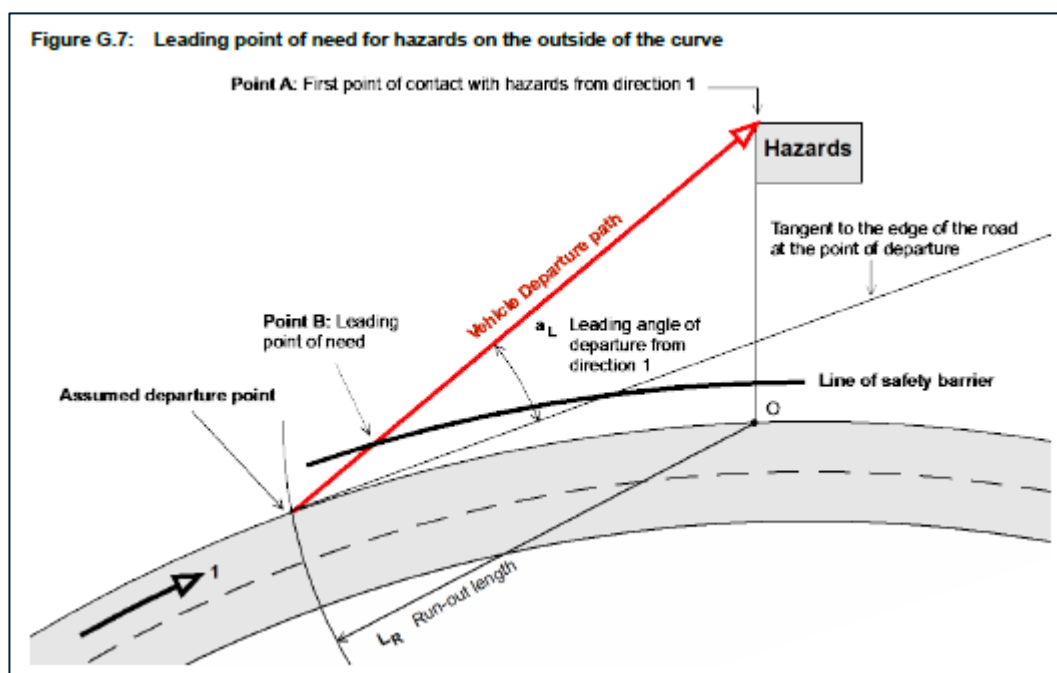 Figure G.7: Leading point of need for hazards on the outside of the curve
Point A: First point of contact with hazards from direction 1
Hazards
Tangent to the edge of the road
at the point of departure
Vehicle Departure path
Point B: Leading
point of need
a L Leading angle of
departure from
direction 1
Assumed departure point
Line of safety barrier
O
1
L R Run-out length